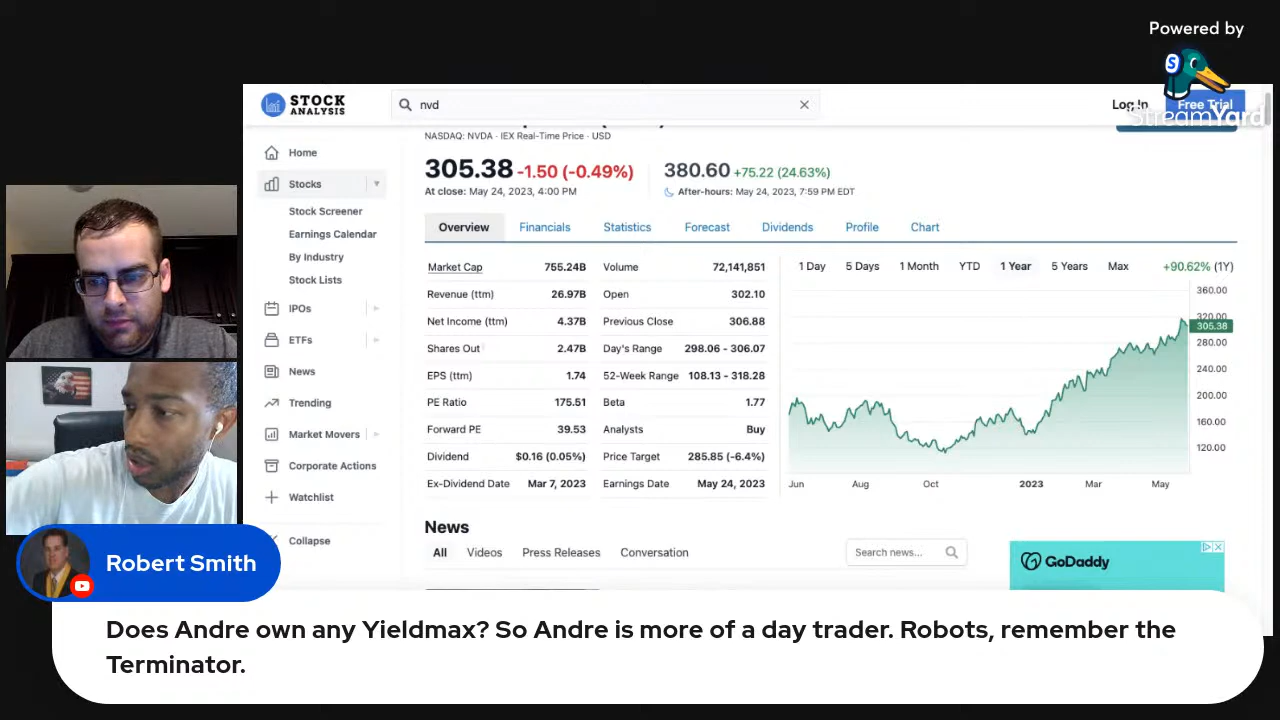 Powered by
StreamYard
STOCK
ANALYSIS
nvd
Log In
Free Trial
NASDAQ: NVDA · IEX Real-Time Price · USD
305.38 -1.50 (-0.49%)
At close: May 24, 2023, 4:00 PM
380.60 +75.22 (24.63%)
After-hours: May 24, 2023, 7:59 PM EDT
Home
Stocks
Stock Screener
Earnings Calendar
By Industry
Stock Lists
IPOs
ETFs
News
Trending
Market Movers
Corporate Actions
Watchlist
Collapse
Overview Financials Statistics Forecast Dividends Profile Chart
Market Cap 755.24B Volume 72,141,851
Revenue (ttm) 26.97B Open 302.10
Net Income (ttm) 4.37B Previous Close 306.88
Shares Out 2.47B Day's Range 298.06 - 306.07
EPS (ttm) 1.74 52-Week Range 108.13 - 318.28
PE Ratio 175.51 Beta 1.77
Forward PE 39.53 Analysts Buy
Dividend $0.16 (0.05%) Price Target 285.85 (-6.4%)
Ex-Dividend Date Mar 7, 2023 Earnings Date May 24, 2023
1 Day 5 Days 1 Month YTD 1 Year 5 Years Max +90.62% (1Y)
360.00
320.00
305.38
280.00
240.00
200.00
160.00
120.00
Jun Aug Oct 2023 Mar May
News
All Videos Press Releases Conversation
Search news...
GoDaddy
Robert Smith
Does Andre own any Yieldmax? So Andre is more of a day trader. Robots, remember the
Terminator.